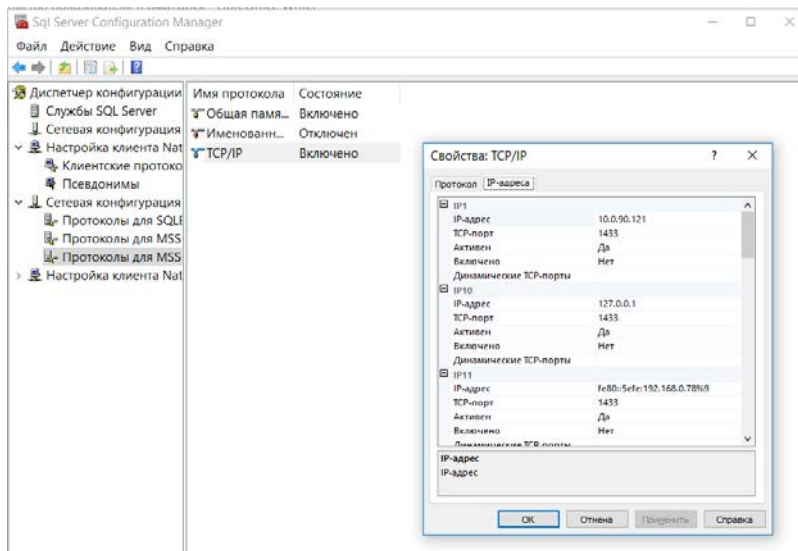 Sql Server Configuration Manager
Файл Действие Вид Справка
Диспетчер конфигурации
Службы SQL Server
Сетевая конфигурация
Настройка клиента Nat
Клиентские протоко
Псевдонимы
Сетевая конфигурация
Протоколы для SQLE
Протоколы для MSS
Протоколы для MSS
Настройка клиента Nat
Имя протокола Состояние
Общая памя... Включено
Именованн... Отключен
TCP/IP Включено
Свойства: TCP/IP
Протокол IP-адреса
IP1
IP-адрес 10.0.90.121
TCP-порт 1433
Активен Да
Включено Нет
Динамические TCP-порты
IP10
IP-адрес 127.0.0.1
TCP-порт 1433
Активен Да
Включено Нет
Динамические TCP-порты
IP11
IP-адрес fe80::5efe:192.168.0.78%9
TCP-порт 1433
Активен Да
Включено Нет
Динамические TCP-порты
IP-адрес
IP-адрес
ОК Отмена Применить Справка